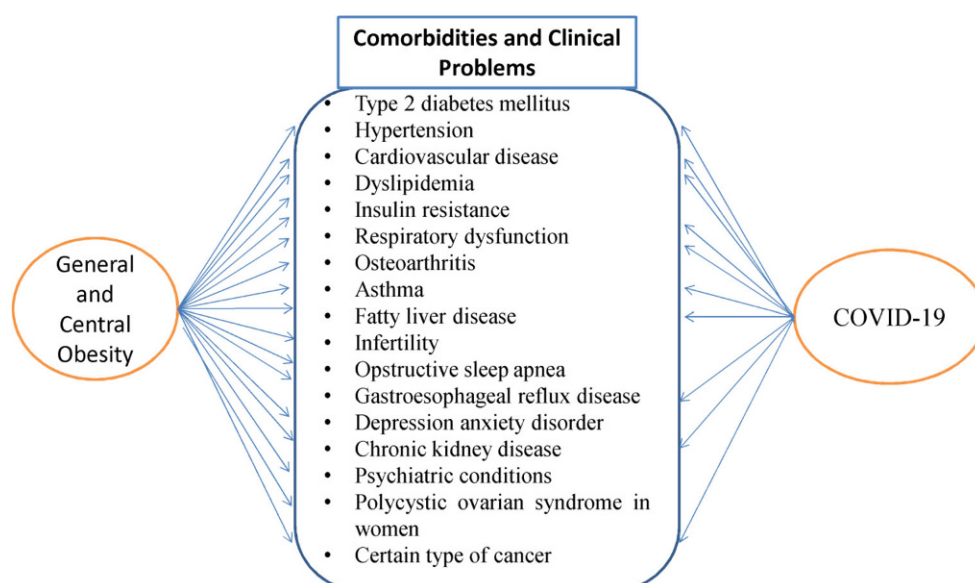 Comorbidities and Clinical
Problems
• Type 2 diabetes mellitus
• Hypertension
• Cardiovascular disease
• Dyslipidemia
• Insulin resistance
• Respiratory dysfunction
• Osteoarthritis
• Asthma
• Fatty liver disease
• Infertility
• Opstructive sleep apnea
• Gastroesophageal reflux disease
• Depression anxiety disorder
• Chronic kidney disease
• Psychiatric conditions
• Polycystic ovarian syndrome in
women
• Certain type of cancer
General
and
Central
Obesity
COVID-19